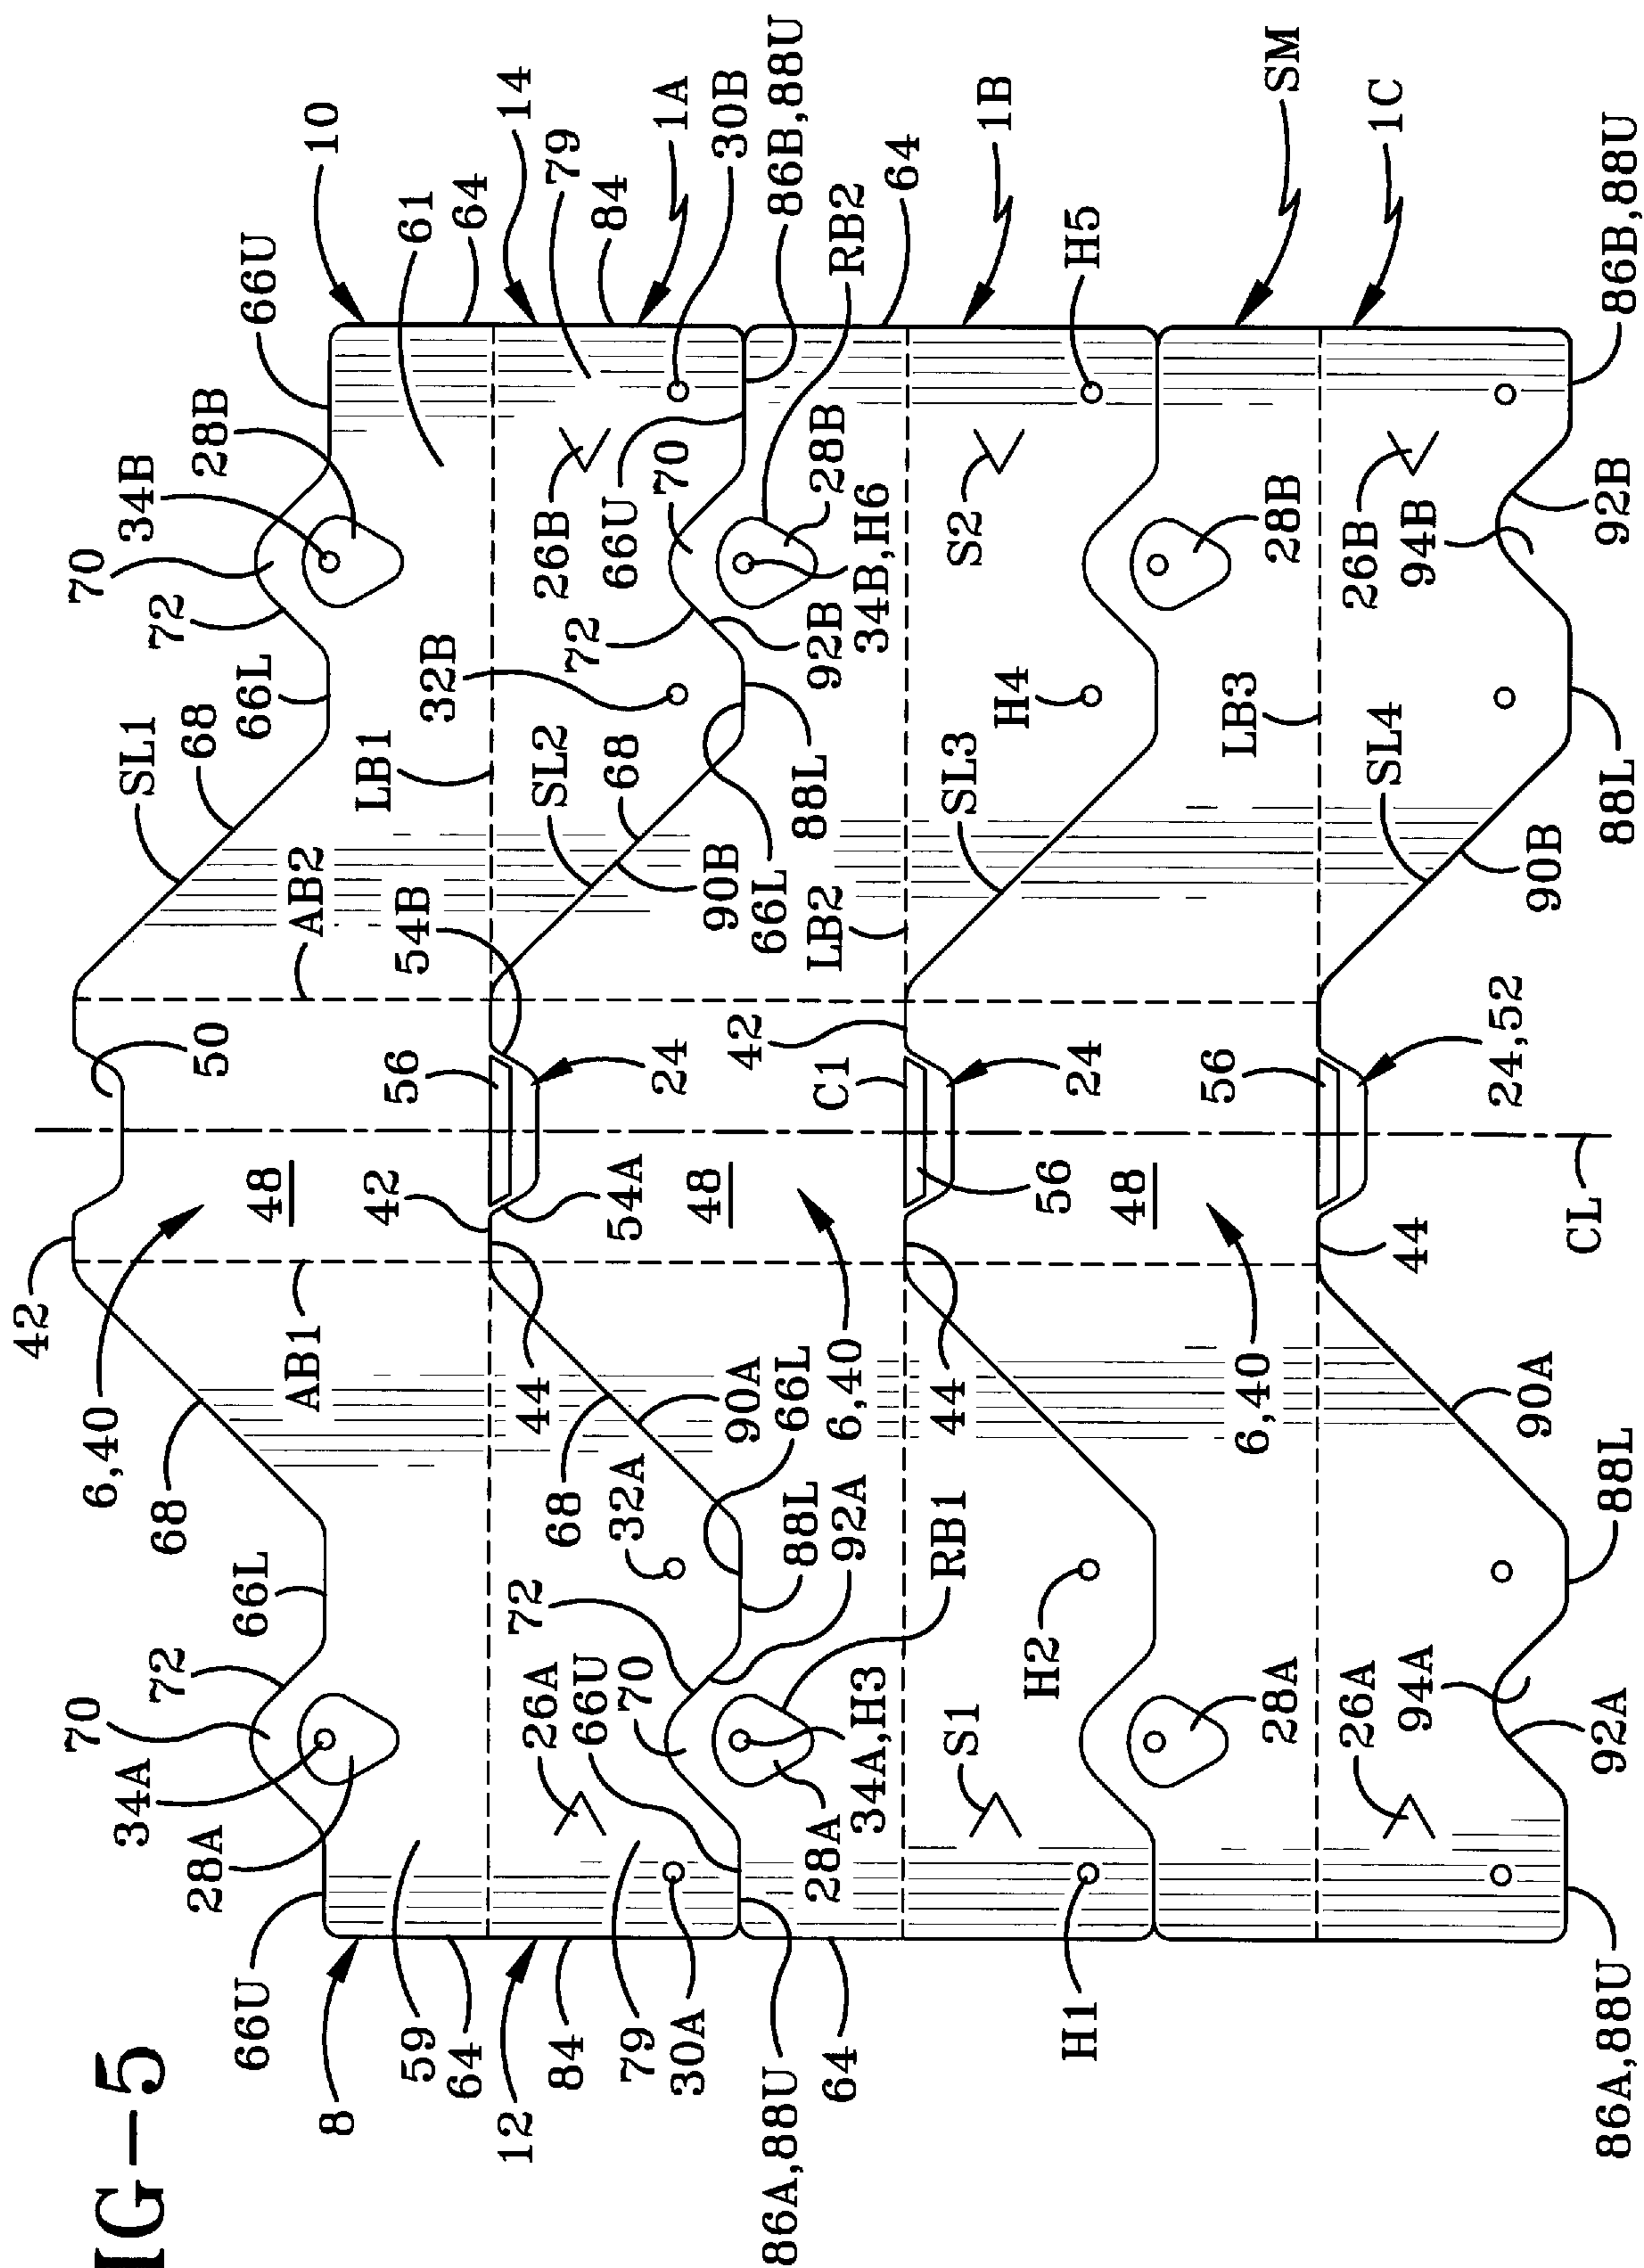 42
70
6,40
70
IG-5
34A
34B
72
68
SL1
72
28A
68
50
28B
66U
66L
48
66L
66U
AB1
AB2
8
10
42
LB1
59
56
54B
61
32B
64
64
12
14
26A
72
44
SL2
26B
84
68
79
66U
32A
54A
68
66U
84
79
70
24
72
70
1A
30A
48
90B
30B
90A
66L
86A,88U
86B,88U
88L
66L
88L
92B
28A
LB2
C1
28B
64
92A
6,40
42
RB2
34A,H3
34B,H6
64
RB1
44
SL3
S1
S2
1B
H2
56
H4
H1
48
24
H5
6,40
56
LB3
28A
28B
SM
26A
SL4
26B
1C
94A
44
94B
24,52
90A
90B
92A
88L
CL
88L
92B
86A,88U
86B,88U